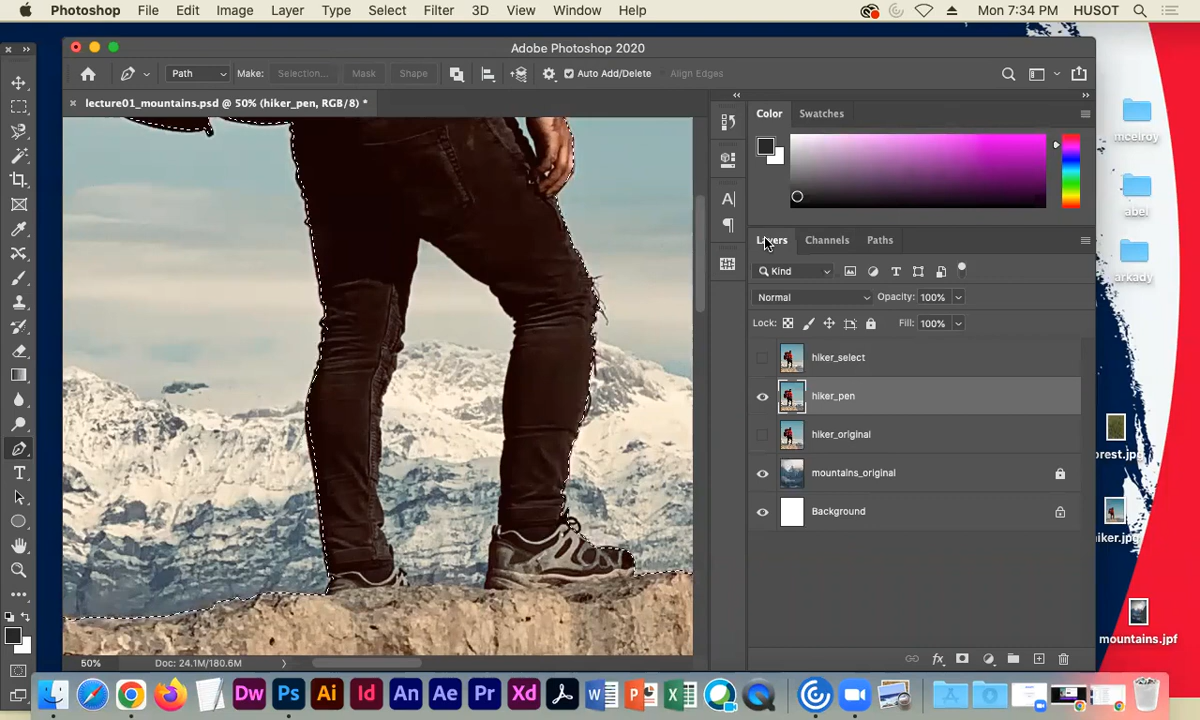 Photoshop File Edit Image Layer Type Select Filter 3D View Window Help Mon 7:34 PM HUSOT
Adobe Photoshop 2020
Path Make: Selection... Mask Shape Auto Add/Delete Align Edges
× lecture01_mountains.psd @ 50% (hiker_pen, RGB/8) *
Color Swatches
mcelroy
abel
Layers Channels Paths
Kind
arkady
Normal Opacity: 100%
Lock: Fill: 100%
hiker_select
hiker_pen
hiker_original
orest.jpg
mountains_original
Background
hiker.jpg
mountains.jpf
50% Doc: 24.1M/180.6M
Dw Ps Ai Id An Ae Pr Xd W P X